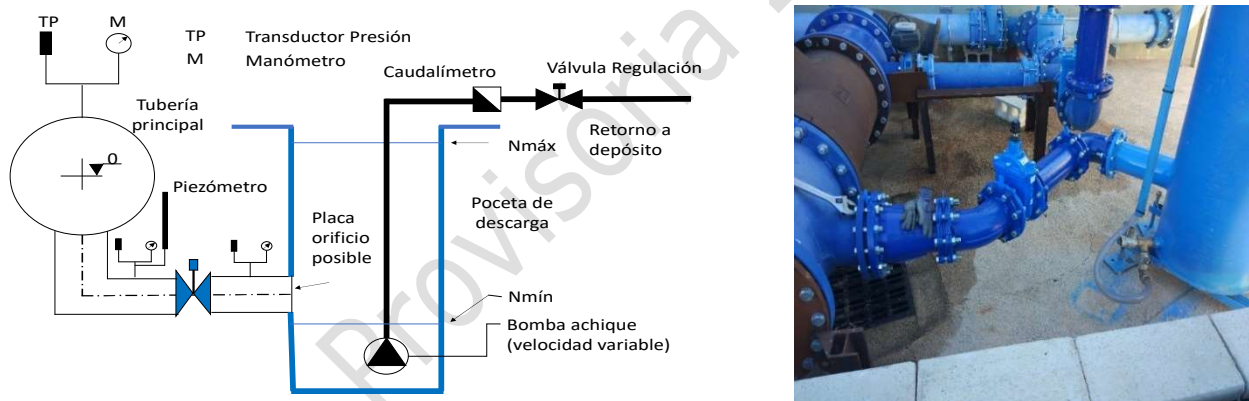 TP
M
TP Transductor Presión
M Manómetro
Caudalímetro
Válvula Regulación
Tubería
principal
0
Nmáx
Retorno a
depósito
Piezómetro
Placa
orificio
posible
Poceta de
descarga
Nmín
Bomba achique
(velocidad variable)
Provisoria